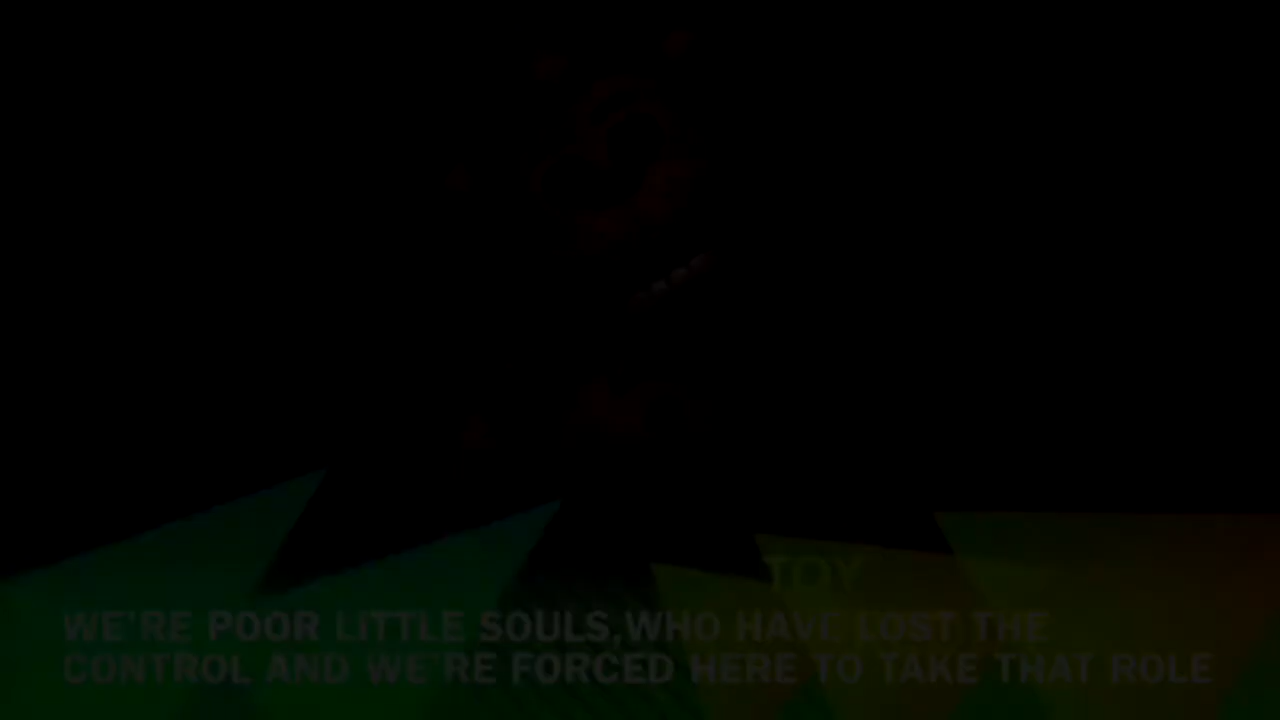 TOY
WE'RE POOR LITTLE SOULS,WHO HAVE LOST THE
CONTROL AND WE'RE FORCED HERE TO TAKE THAT ROLE